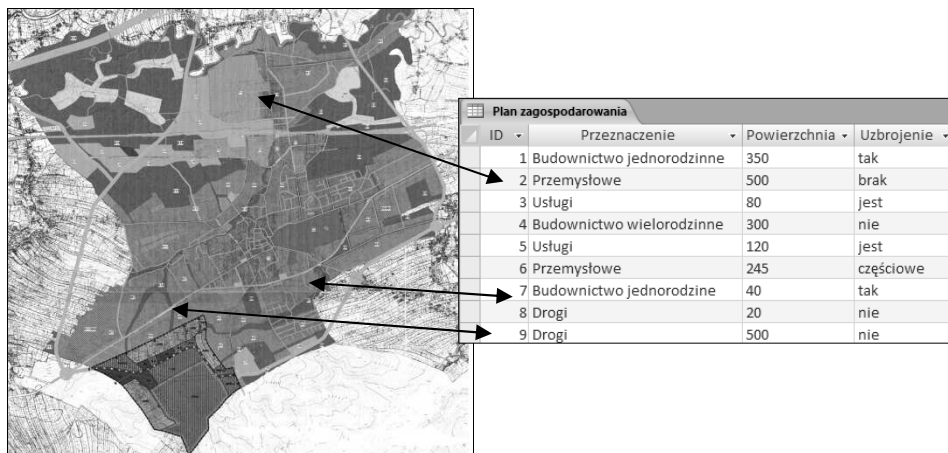 Plan zagospodarowania
ID Przeznaczenie Powierzchnia Uzbrojenie
1 Budownictwo jednorodzinne 350 tak
2 Przemysłowe 500 brak
3 Usługi 80 jest
4 Budownictwo wielorodzinne 300 nie
5 Usługi 120 jest
6 Przemysłowe 245 częściowe
7 Budownictwo jednorodzine 40 tak
8 Drogi 20 nie
9 Drogi 500 nie